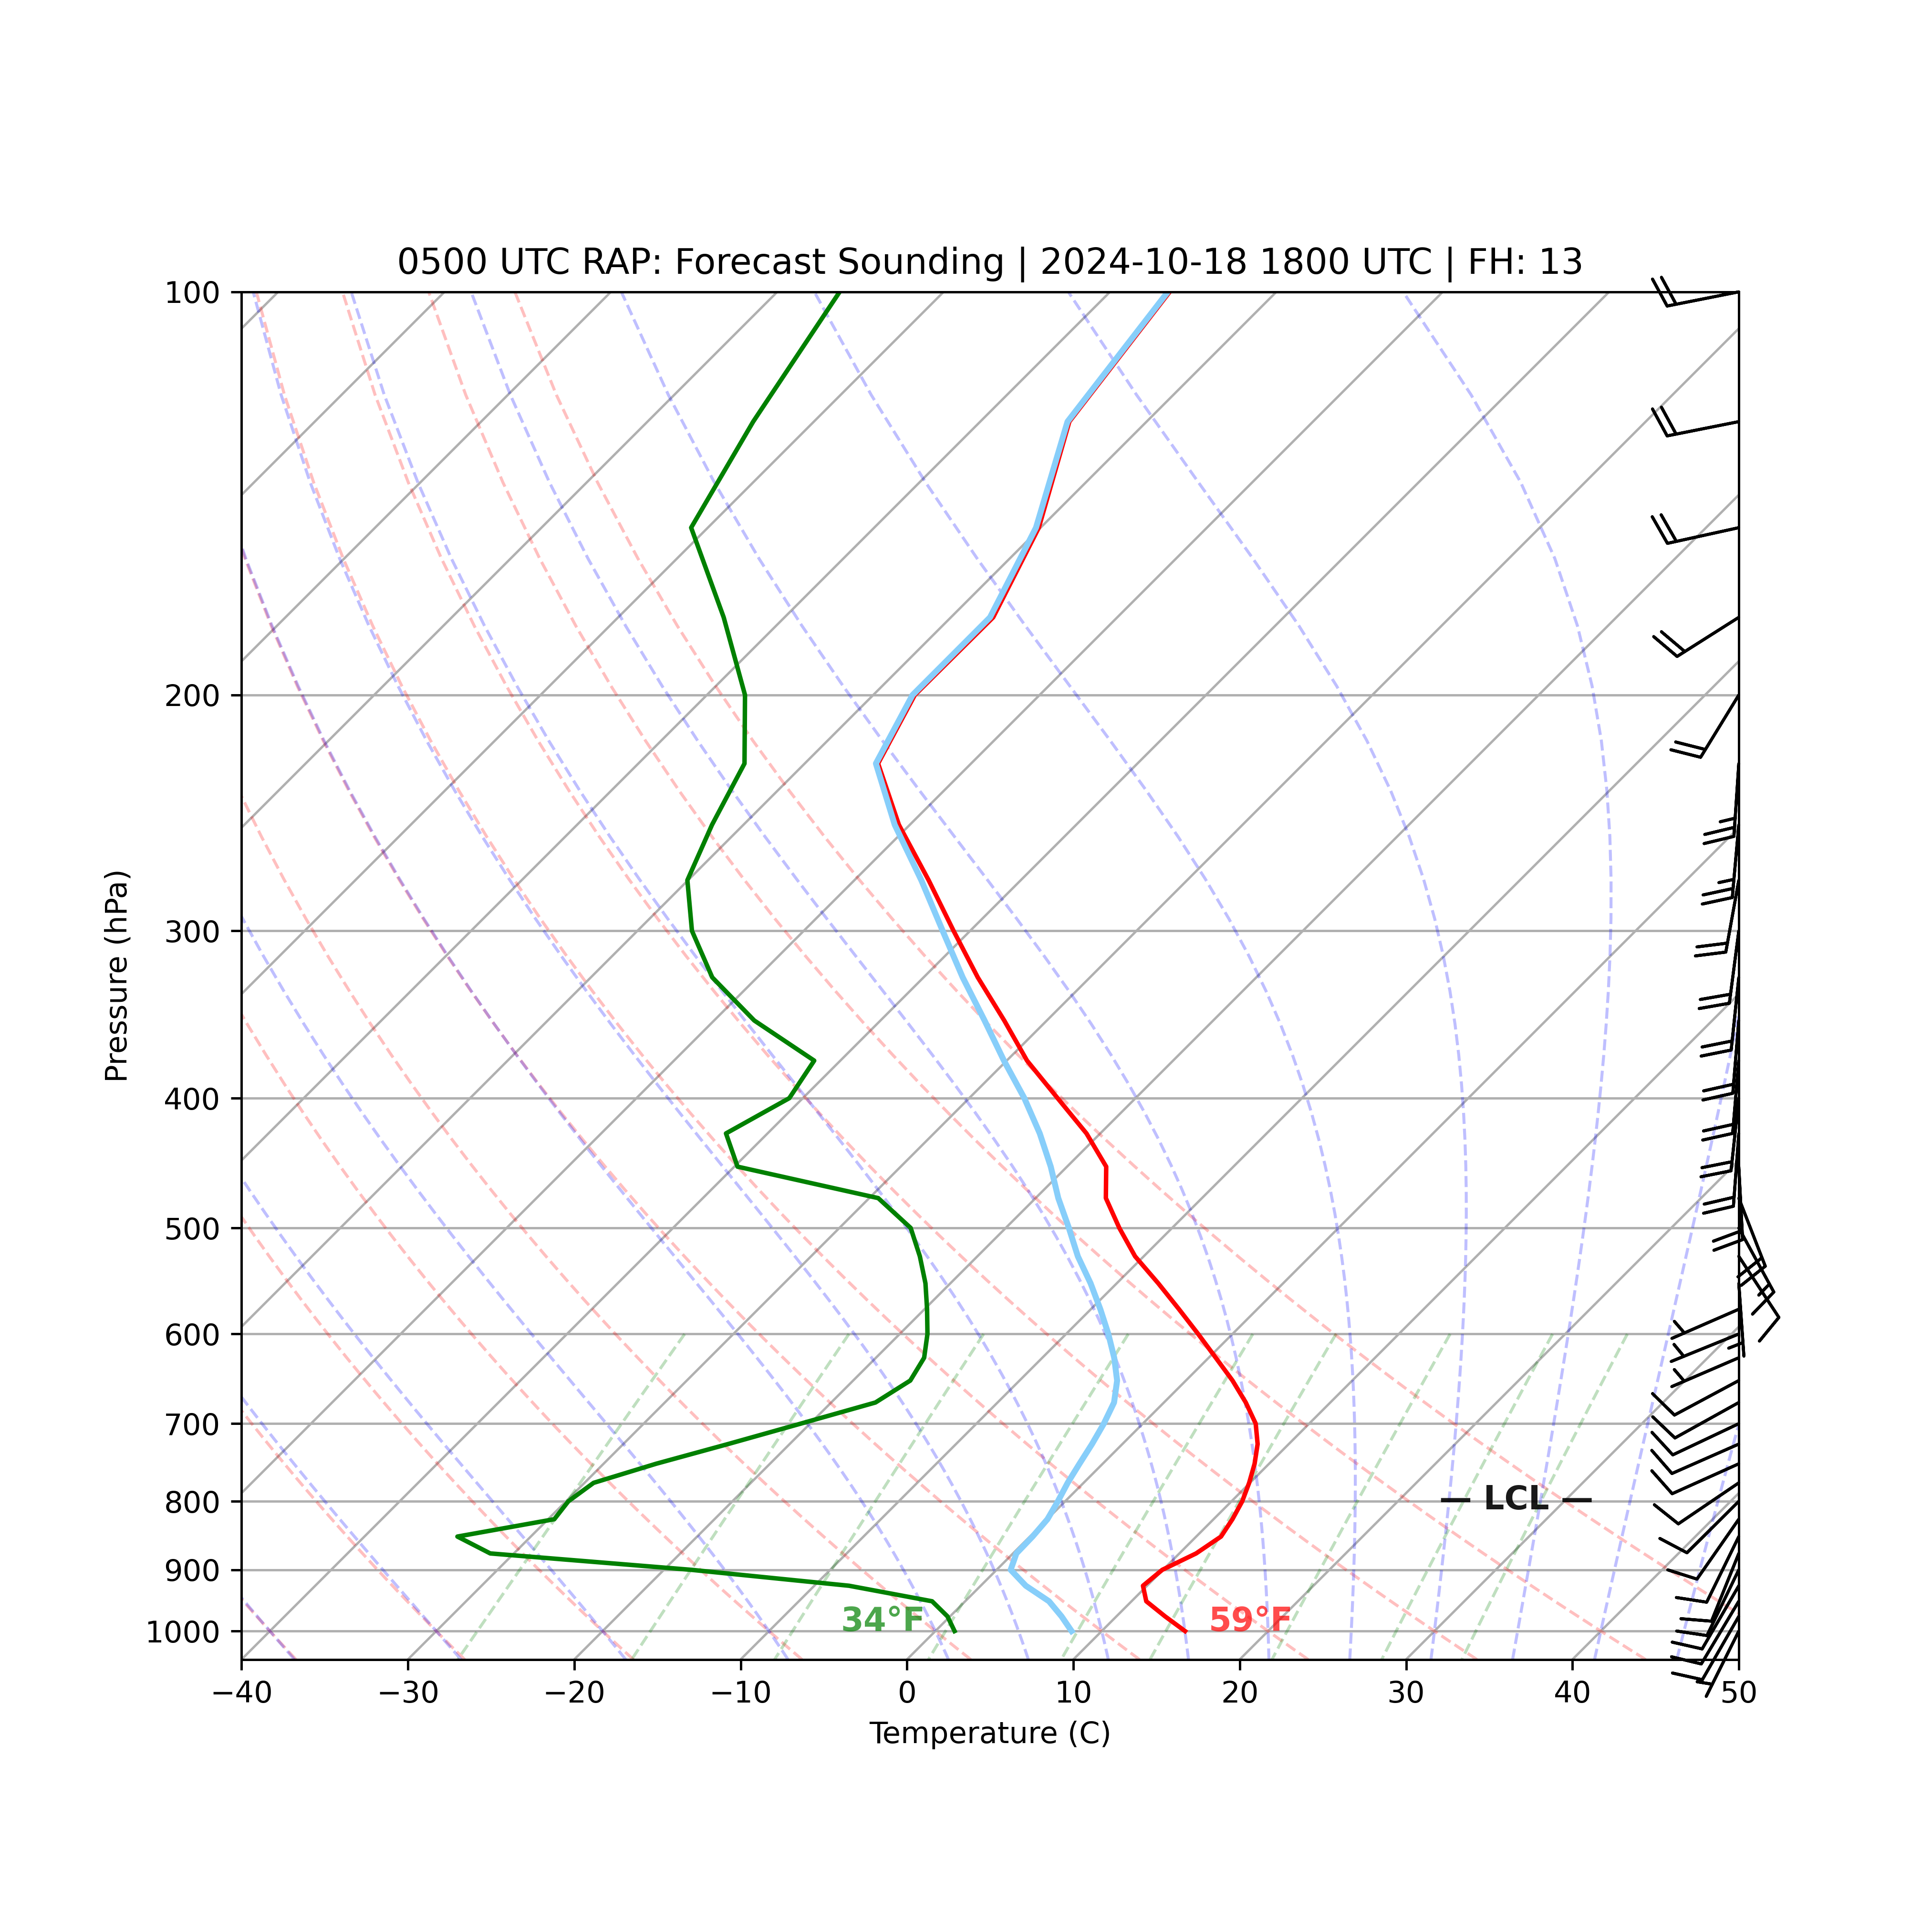 0500 UTC RAP: Forecast Sounding | 2024-10-18 1800 UTC | FH: 13
100
200
300
400
500
600
700
800
900
1000
Pressure (hPa)
LCL
34°F
59°F
−40 −30 −20 −10 0 10 20 30 40 50
Temperature (C)